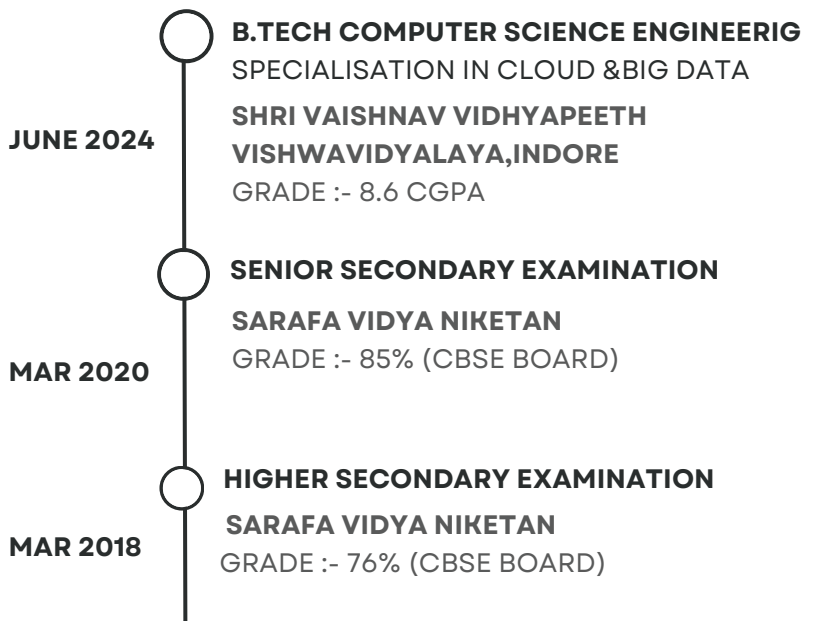 B.TECH COMPUTER SCIENCE ENGINEERIG
SPECIALISATION IN CLOUD &BIG DATA
SHRI VAISHNAV VIDHYAPEETH
JUNE 2024
VISHWAVIDYALAYA,INDORE
GRADE :- 8.6 CGPA
SENIOR SECONDARY EXAMINATION
SARAFA VIDYA NIKETAN
GRADE :- 85% (CBSE BOARD)
MAR 2020
HIGHER SECONDARY EXAMINATION
SARAFA VIDYA NIKETAN
MAR 2018
GRADE :- 76% (CBSE BOARD)